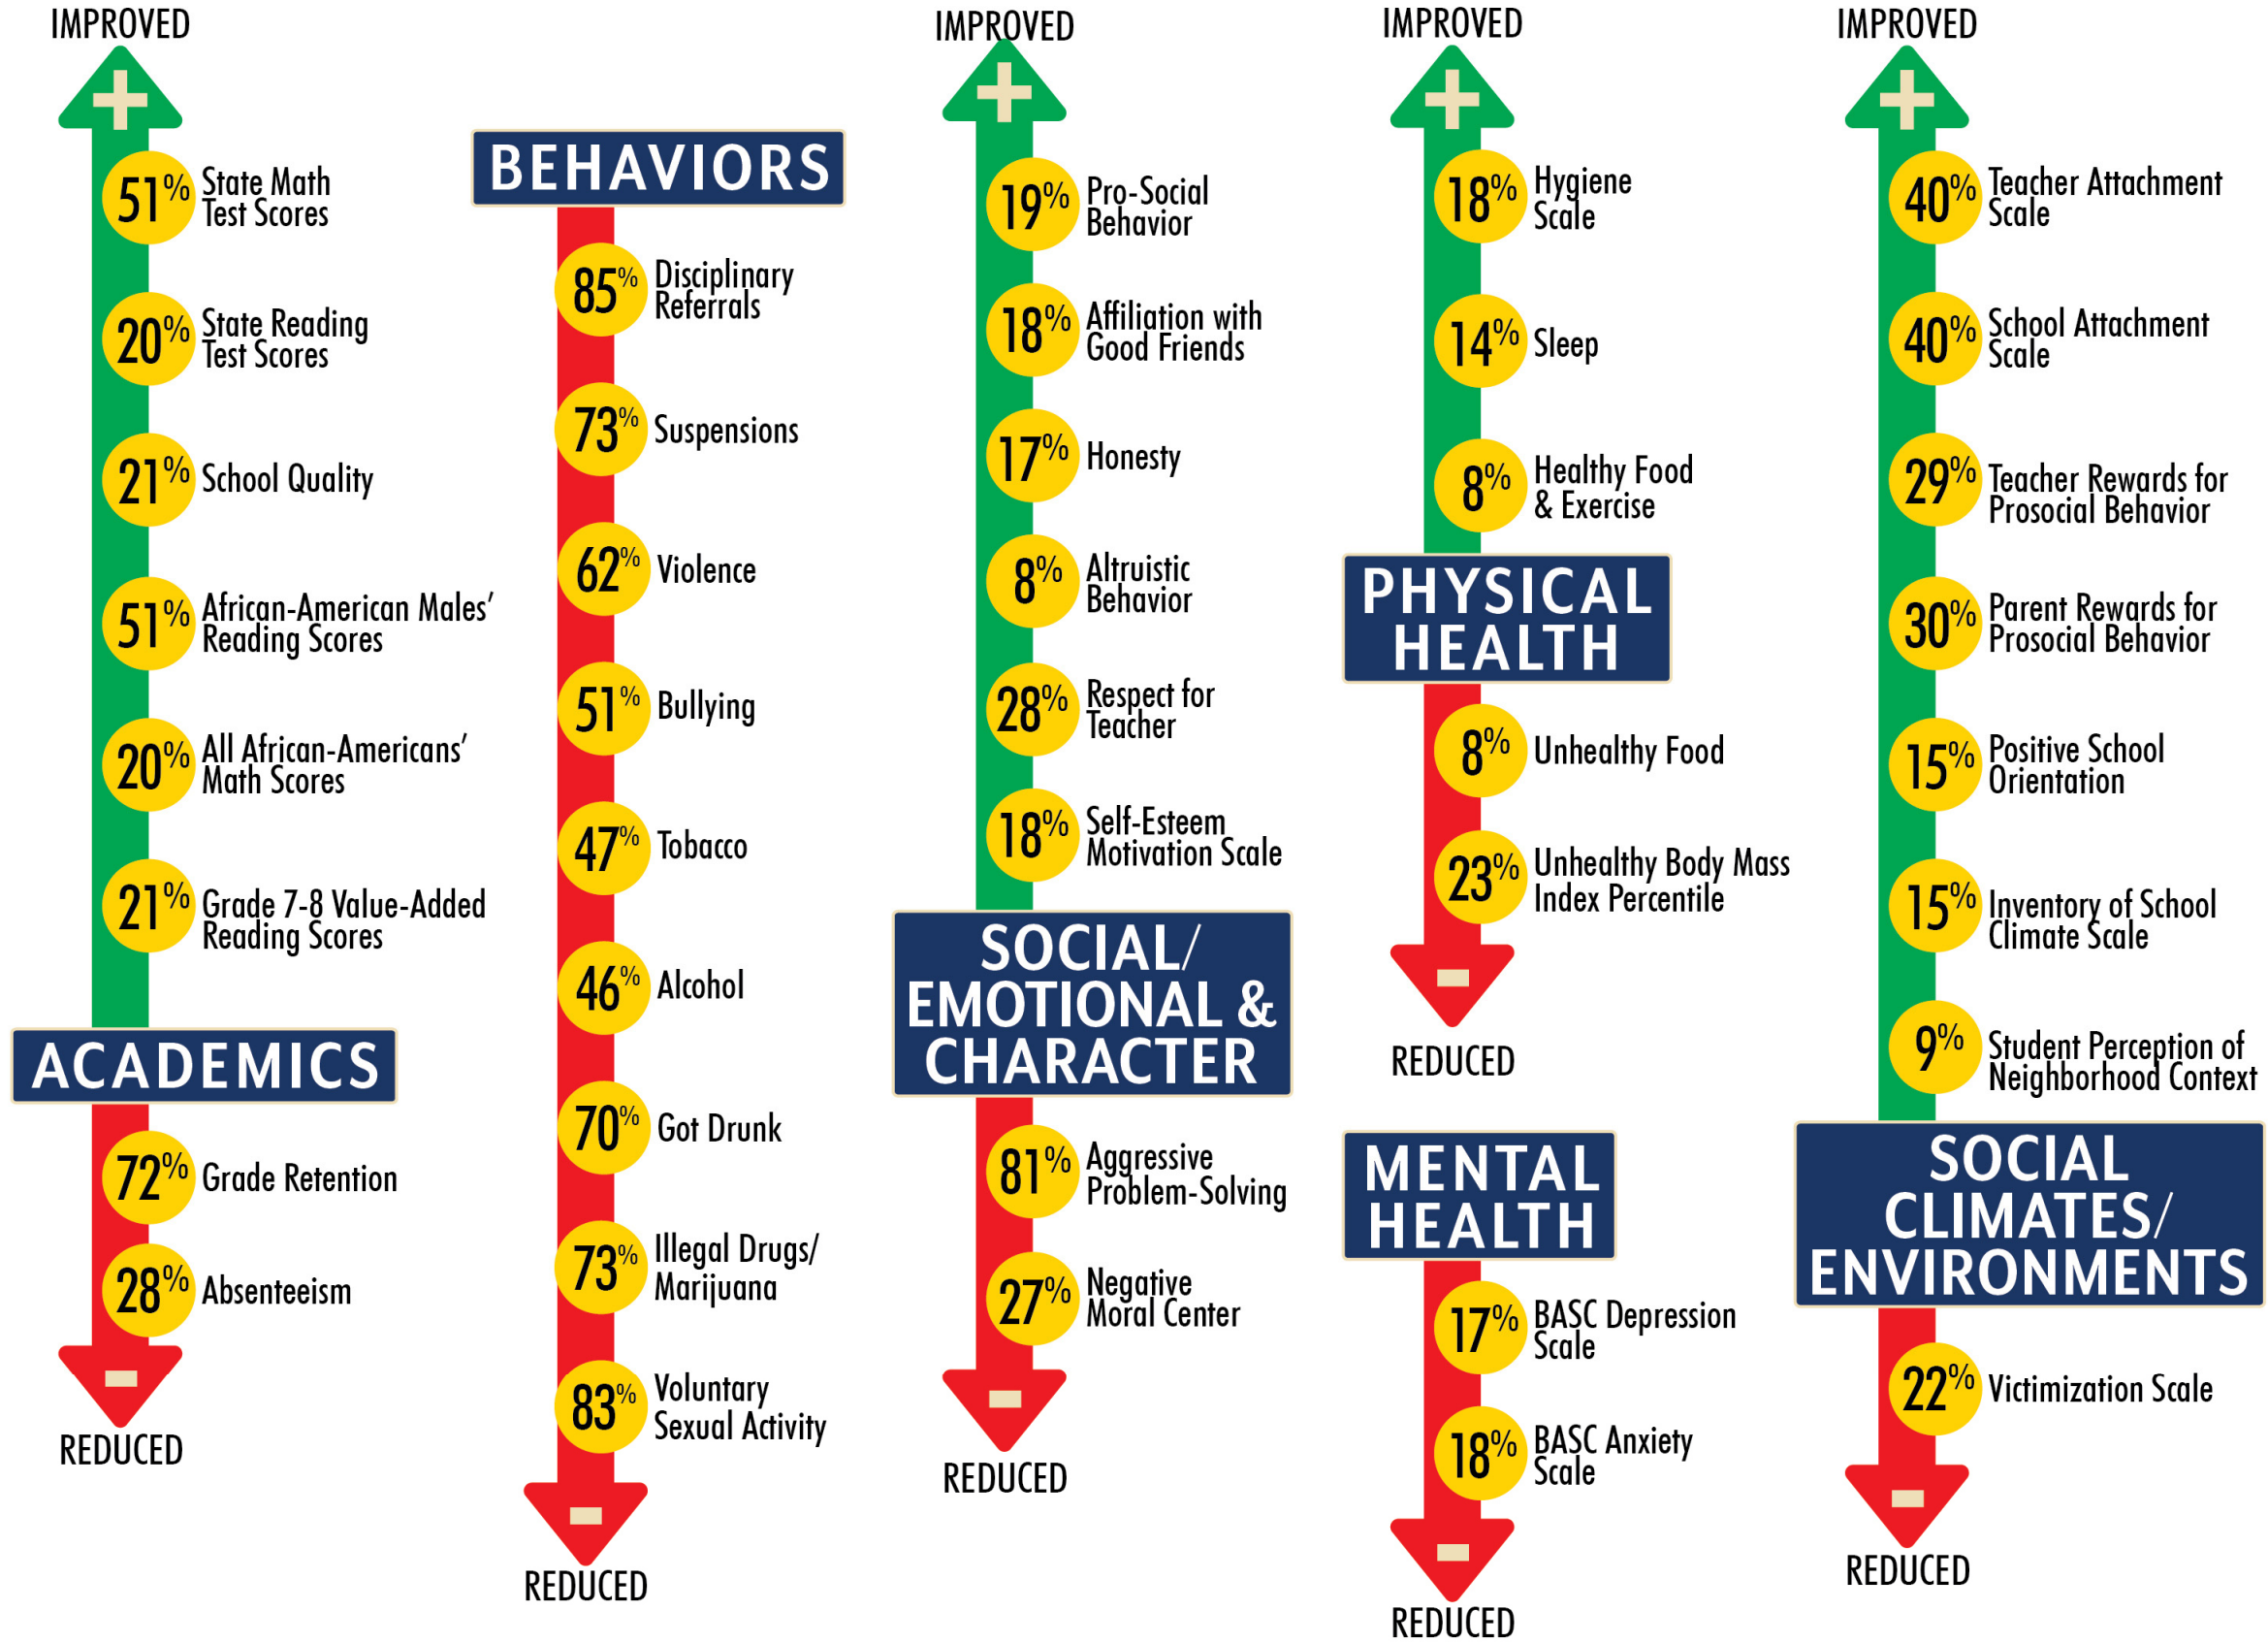 IMPROVED
51%
State Math
Test Scores
20%
State Reading
Test Scores
21%
School Quality
51%
African-American Males’
Reading Scores
20%
All African-Americans’
Math Scores
21%
Grade 7-8 Value-Added
Reading Scores
ACADEMICS
72%
Grade Retention
28%
Absenteeism
REDUCED
BEHAVIORS
85%
Disciplinary
Referrals
73%
Suspensions
62%
Violence
51%
Bullying
47%
Tobacco
46%
Alcohol
70%
Got Drunk
73%
Illegal Drugs/
Marijuana
83%
Voluntary
Sexual Activity
REDUCED
IMPROVED
19%
Pro-Social
Behavior
18%
Affiliation with
Good Friends
17%
Honesty
8%
Altruistic
Behavior
28%
Respect for
Teacher
18%
Self-Esteem
Motivation Scale
SOCIAL/
EMOTIONAL &
CHARACTER
81%
Aggressive
Problem-Solving
27%
Negative
Moral Center
REDUCED
IMPROVED
18%
Hygiene
Scale
14%
Sleep
8%
Healthy Food
& Exercise
PHYSICAL
HEALTH
8%
Unhealthy Food
23%
Unhealthy Body Mass
Index Percentile
REDUCED
MENTAL
HEALTH
17%
BASC Depression
Scale
18%
BASC Anxiety
Scale
REDUCED
IMPROVED
40%
Teacher Attachment
Scale
40%
School Attachment
Scale
29%
Teacher Rewards for
Prosocial Behavior
30%
Parent Rewards for
Prosocial Behavior
15%
Positive School
Orientation
15%
Inventory of School
Climate Scale
9%
Student Perception of
Neighborhood Context
SOCIAL
CLIMATES/
ENVIRONMENTS
22%
Victimization Scale
REDUCED